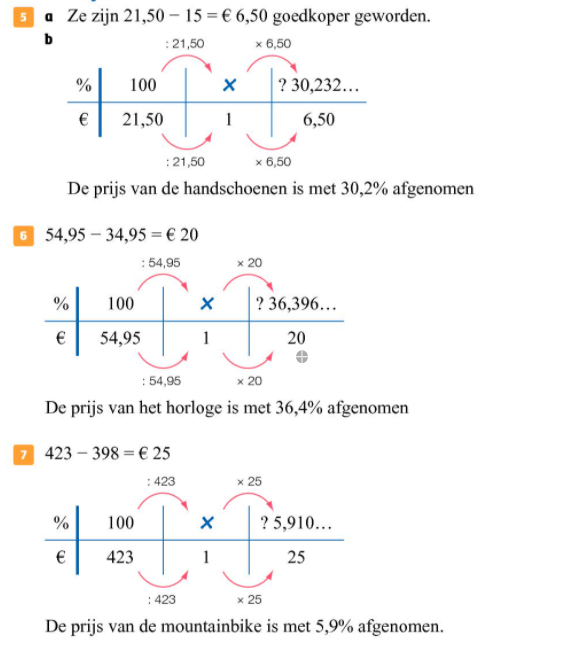 5 a Ze zijn 21,50 − 15 = € 6,50 goedkoper geworden.
b
: 21,50 × 6,50
% 100 × ? 30,232…
€ 21,50 1 6,50
: 21,50 × 6,50
De prijs van de handschoenen is met 30,2% afgenomen
6 54,95 − 34,95 = € 20
: 54,95 × 20
% 100 × ? 36,396…
€ 54,95 1 20
: 54,95 × 20
De prijs van het horloge is met 36,4% afgenomen
7 423 − 398 = € 25
: 423 × 25
% 100 × ? 5,910…
€ 423 1 25
: 423 × 25
De prijs van de mountainbike is met 5,9% afgenomen.